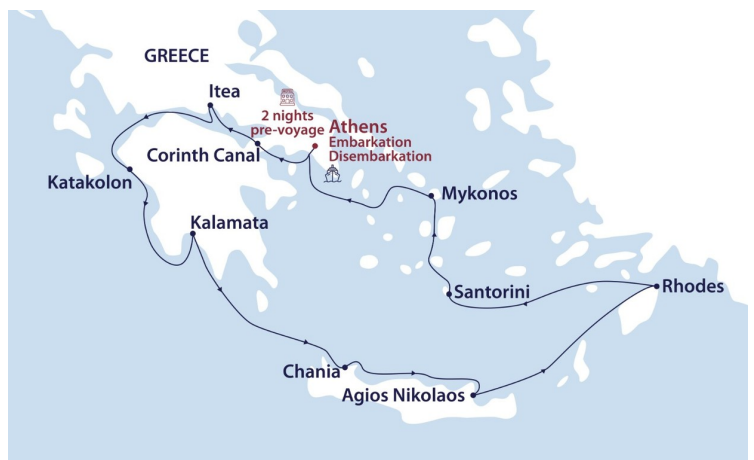 GREECE
Itea
2 nights
pre-voyage
Athens
Embarkation
Disembarkation
Corinth Canal
Katakolon
Mykonos
Kalamata
Santorini
Rhodes
Chania
Agios Nikolaos